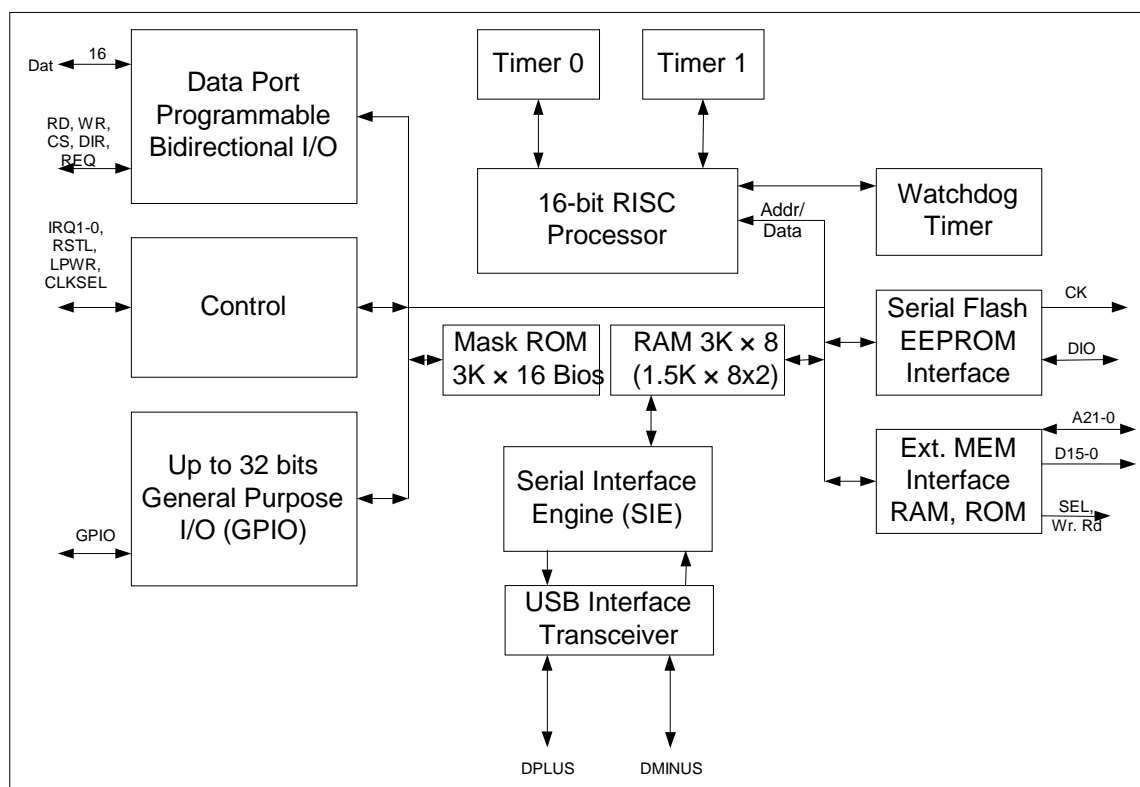 Dat
16
RD, WR,
CS, DIR,
REQ
Data Port
Programmable
Bidirectional I/O
Timer 0
Timer 1
16-bit RISC
Processor
Addr/
Data
Watchdog
Timer
IRQ1-0,
RSTL,
LPWR,
CLKSEL
Control
Mask ROM
3K × 16 Bios
RAM 3K × 8
(1.5K × 8x2)
Serial Flash
EEPROM
Interface
CK
DIO
Up to 32 bits
General Purpose
I/O (GPIO)
GPIO
Serial Interface
Engine (SIE)
Ext. MEM
Interface
RAM, ROM
A21-0
D15-0
SEL,
Wr. Rd
USB Interface
Transceiver
DPLUS
DMINUS